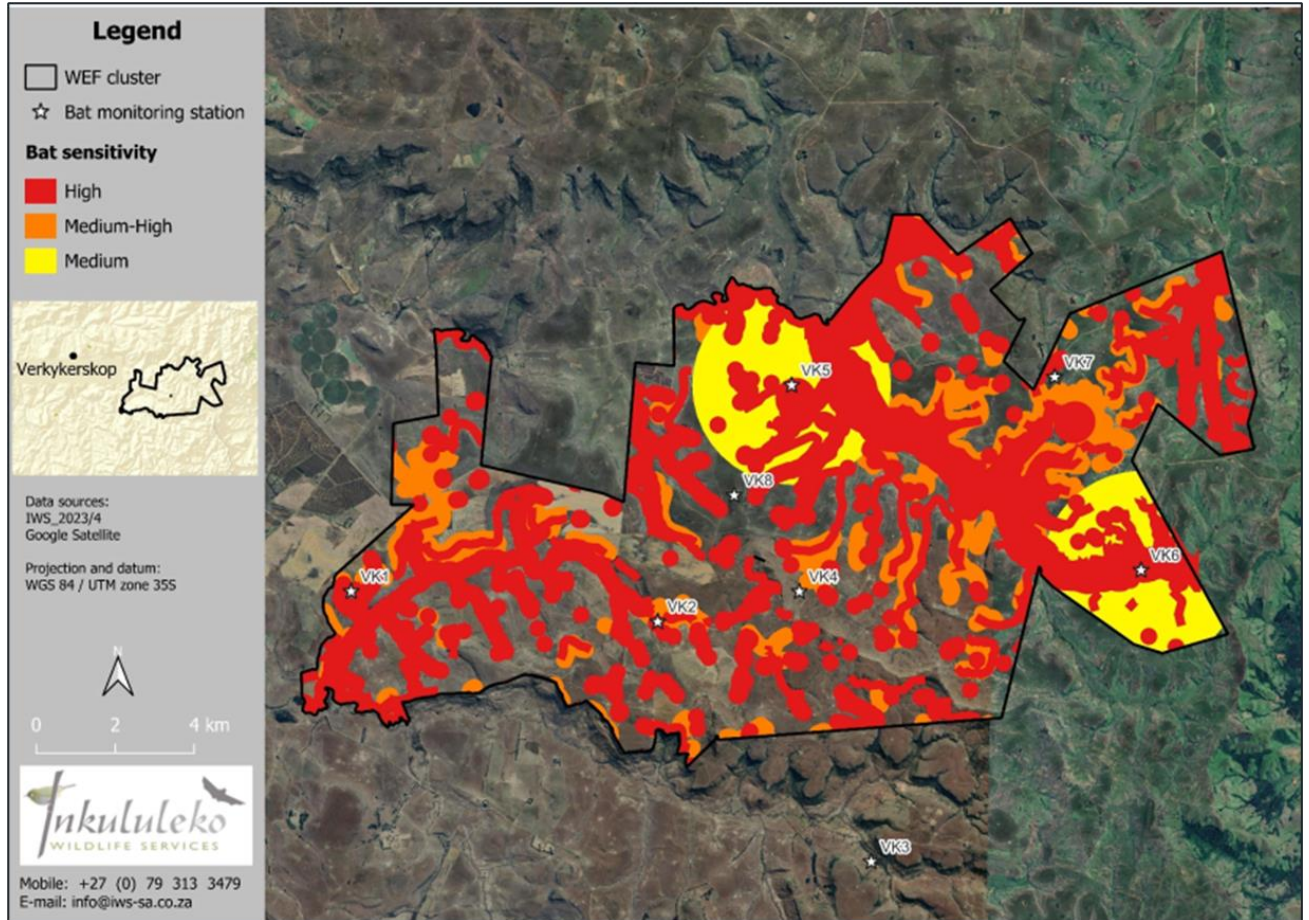 Legend
WEF cluster
Bat monitoring station
Bat sensitivity
High
Medium-High
Medium
Verkykerskop
Data sources:
IWS_2023/4
Google Satellite
Projection and datum:
WGS 84 / UTM zone 35S
N
0 2 4 km
Inkululeko
WILDLIFE SERVICES
Mobile: +27 (0) 79 313 3479
E-mail: info@iws-sa.co.za
VK5
VK7
VK8
VK6
VK1
VK4
VK2
VK3